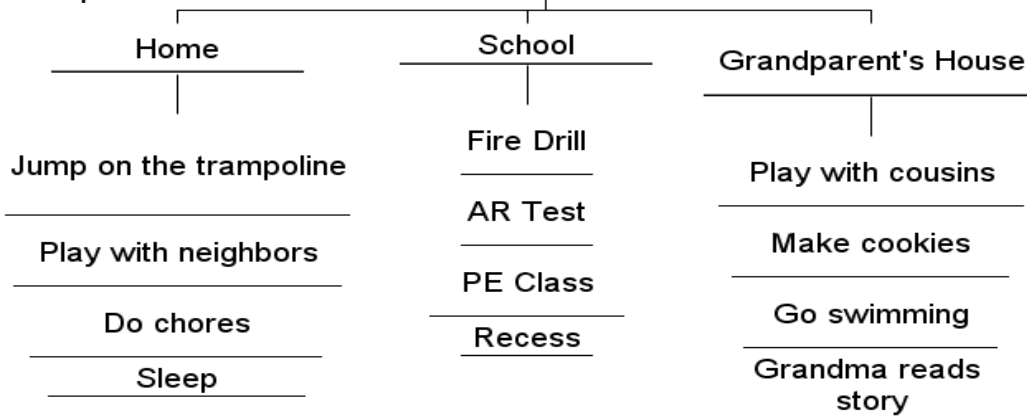 Home
Jump on the trampoline
Play with neighbors
Do chores
Sleep
School
Fire Drill
AR Test
PE Class
Recess
Grandparent's House
Play with cousins
Make cookies
Go swimming
Grandma reads
story